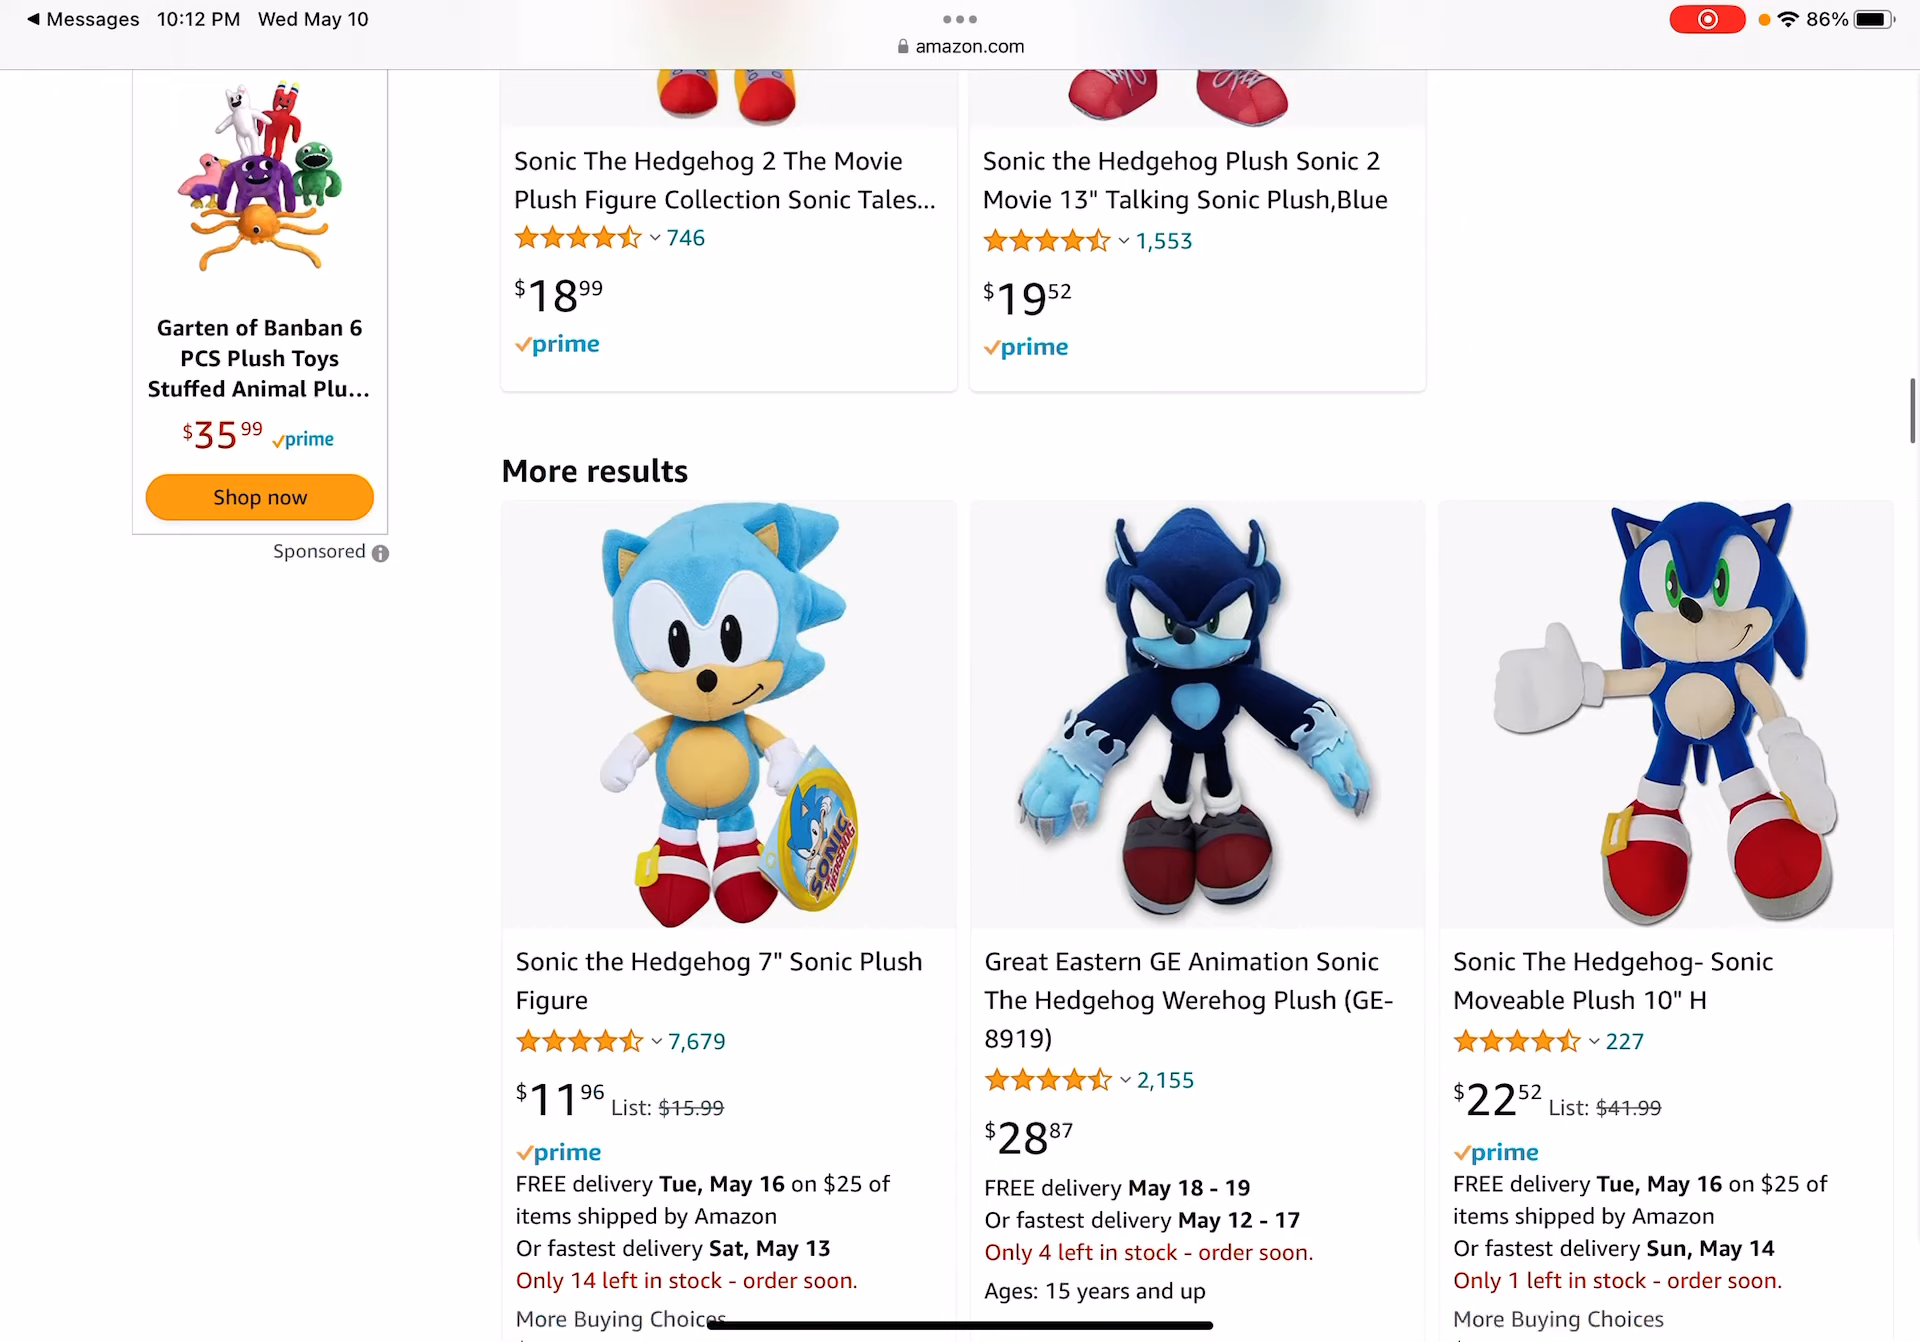 Messages 10:12 PM Wed May 10
86%
amazon.com
Garten of Banban 6
PCS Plush Toys
Stuffed Animal Plu...
$35 99 prime
Shop now
Sponsored
Sonic The Hedgehog 2 The Movie
Plush Figure Collection Sonic Tales...
746
$18 99
prime
Sonic the Hedgehog Plush Sonic 2
Movie 13" Talking Sonic Plush,Blue
1,553
$19 52
prime
More results
SONIC
THE
HEDGEHOG
Sonic the Hedgehog 7" Sonic Plush
Figure
7,679
$11 96 List: $15.99
prime
FREE delivery Tue, May 16 on $25 of
items shipped by Amazon
Or fastest delivery Sat, May 13
Only 14 left in stock - order soon.
More Buying Choices
Great Eastern GE Animation Sonic
The Hedgehog Werehog Plush (GE-
8919)
2,155
$28 87
FREE delivery May 18 - 19
Or fastest delivery May 12 - 17
Only 4 left in stock - order soon.
Ages: 15 years and up
Sonic The Hedgehog- Sonic
Moveable Plush 10" H
227
$22 52 List: $41.99
prime
FREE delivery Tue, May 16 on $25 of
items shipped by Amazon
Or fastest delivery Sun, May 14
Only 1 left in stock - order soon.
More Buying Choices